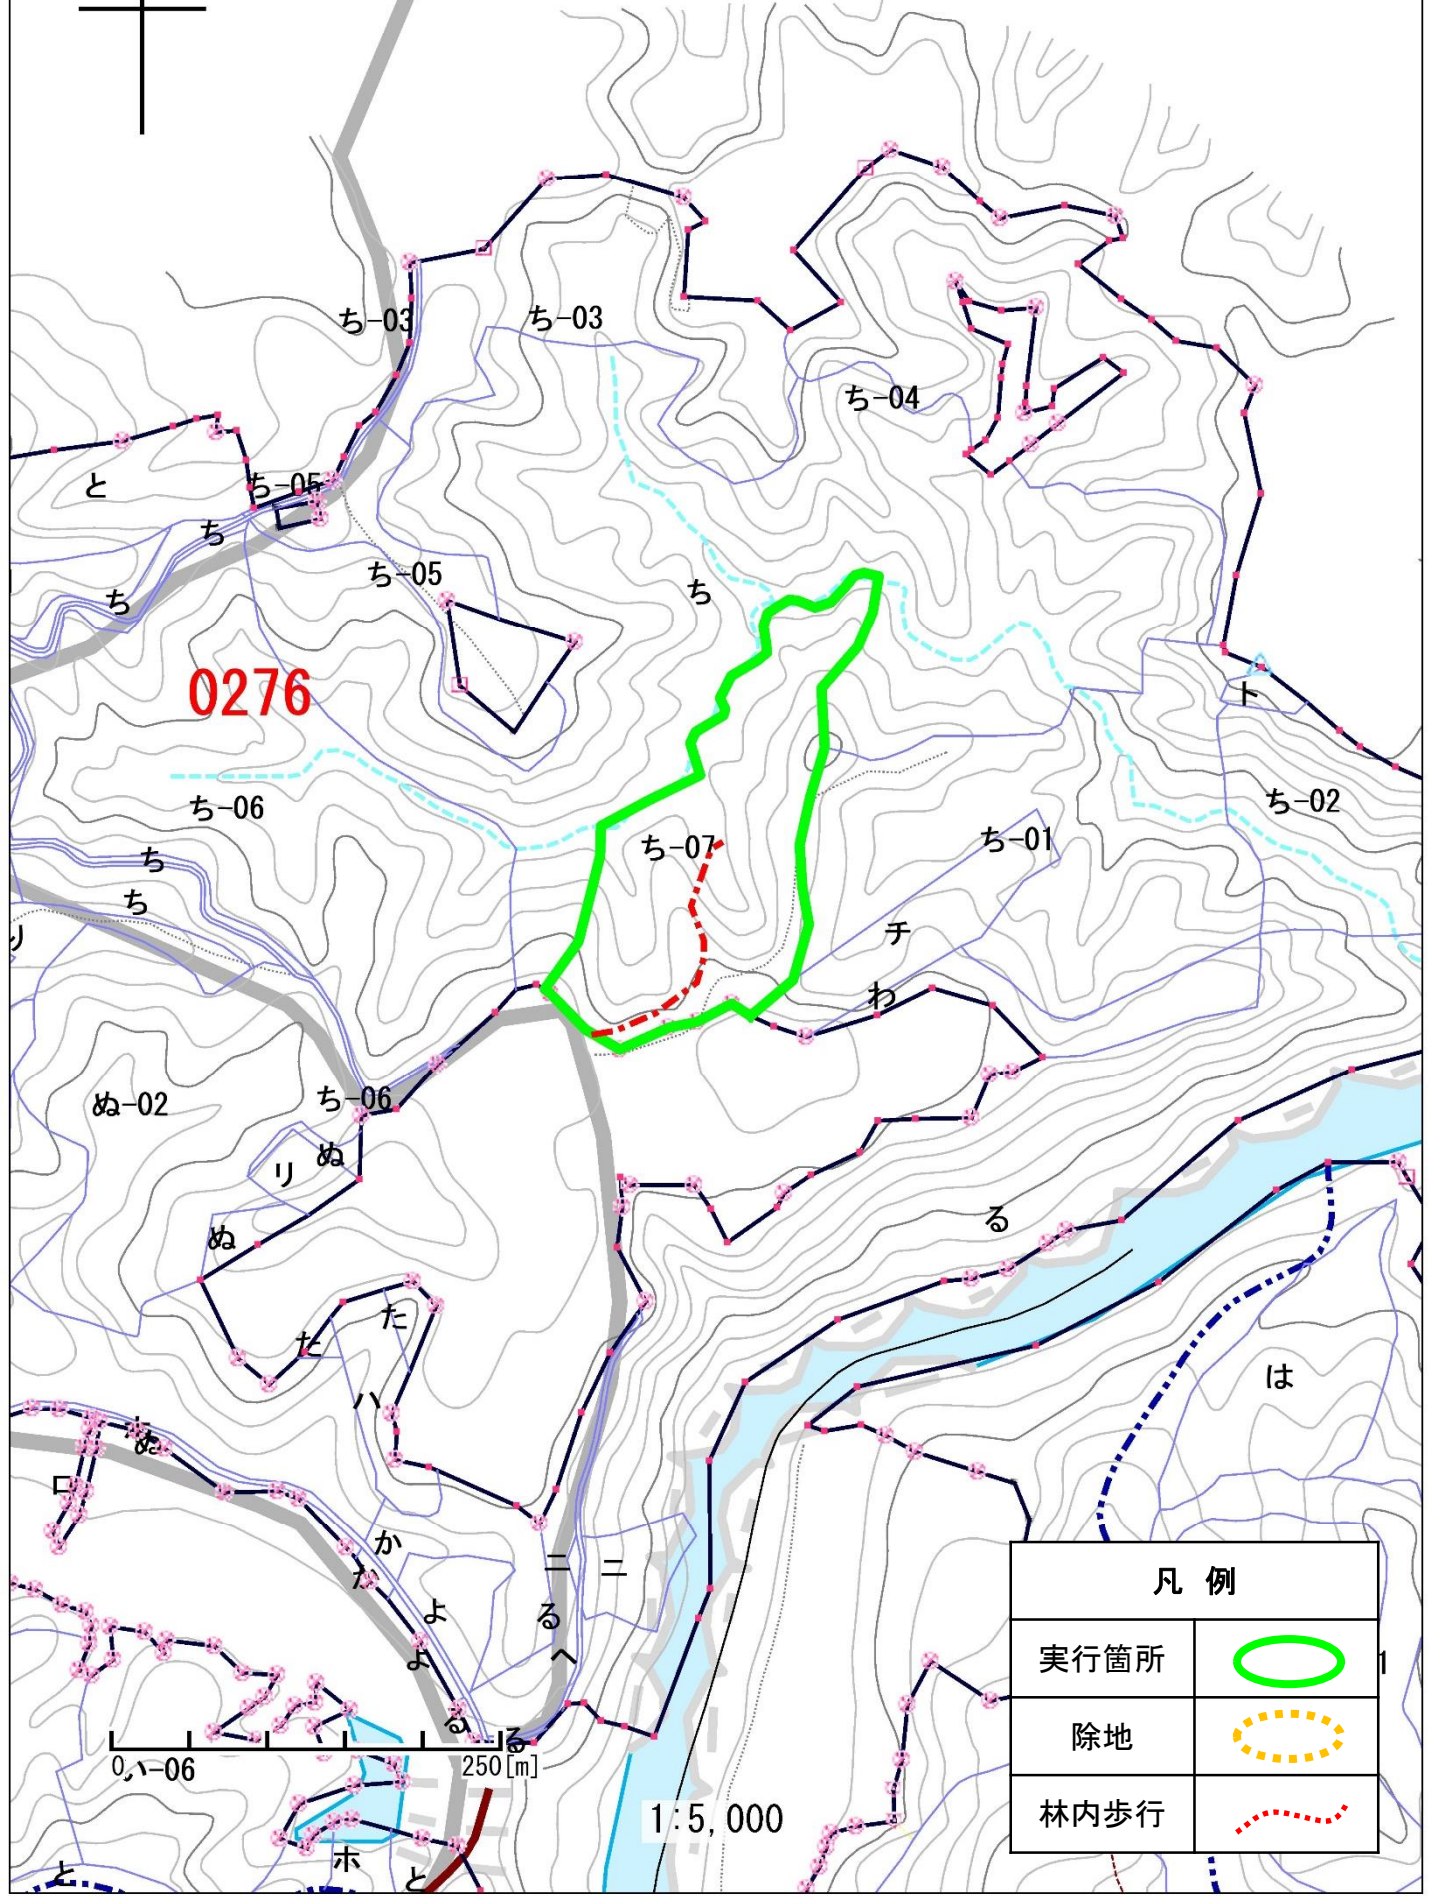 ち-03
ち-03
ち-04
と
ち-05
ち
ち-05
ち
ち
0276
ト
ち-06
ち-02
ち-07
ち-01
ち
ち
り
チ
わ
ぬ-02
ち-06
ぬ
リ
る
ぬ
た
た
は
ハ
ぬ
ロ
か
ニ
ニ
よ
る
よ
へ
る
る
0
250[m]
い-06
1:5,000
ホ
と
と
凡 例
実行箇所
1
除地
林内歩行